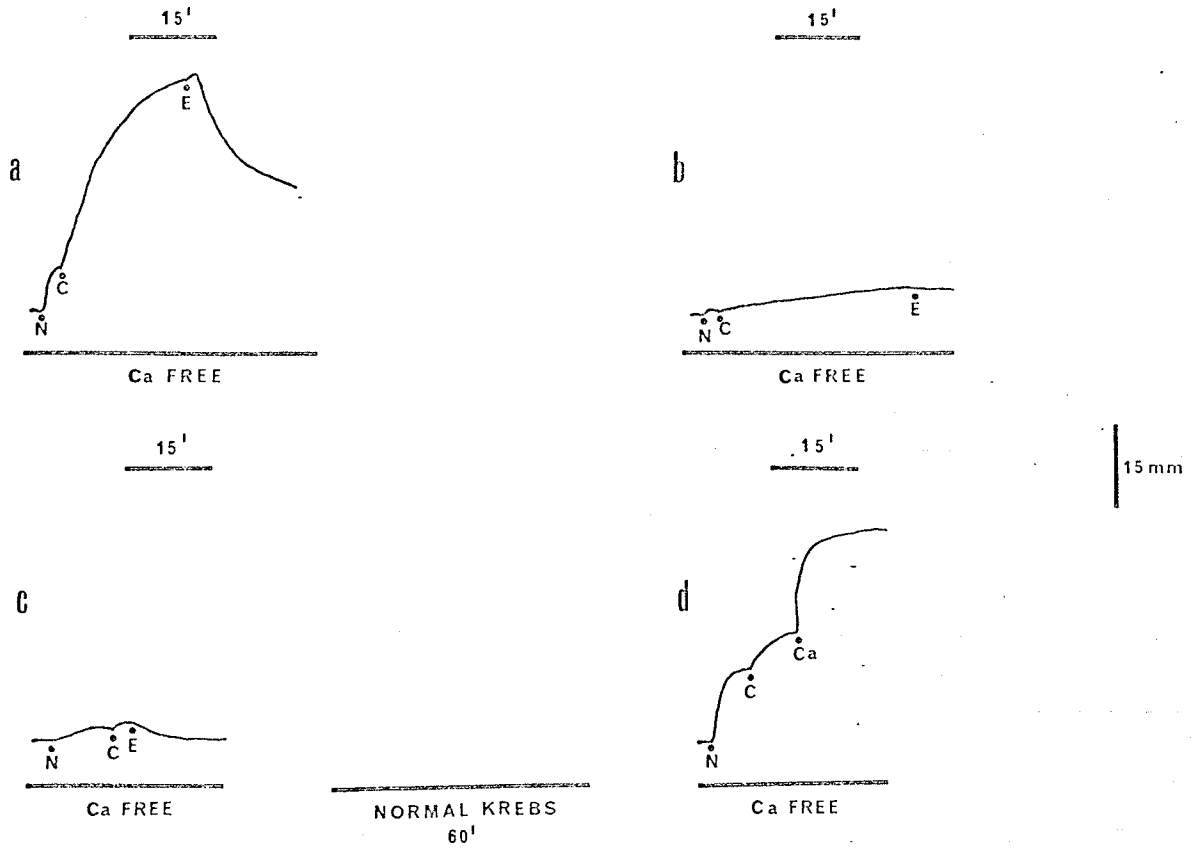 15'
15'
a
E
C
N
Ca FREE
b
N C
E
Ca FREE
15'
15'
15 mm
c
N
C E
Ca FREE
NORMAL KREBS
60'
d
Ca
C
N
Ca FREE